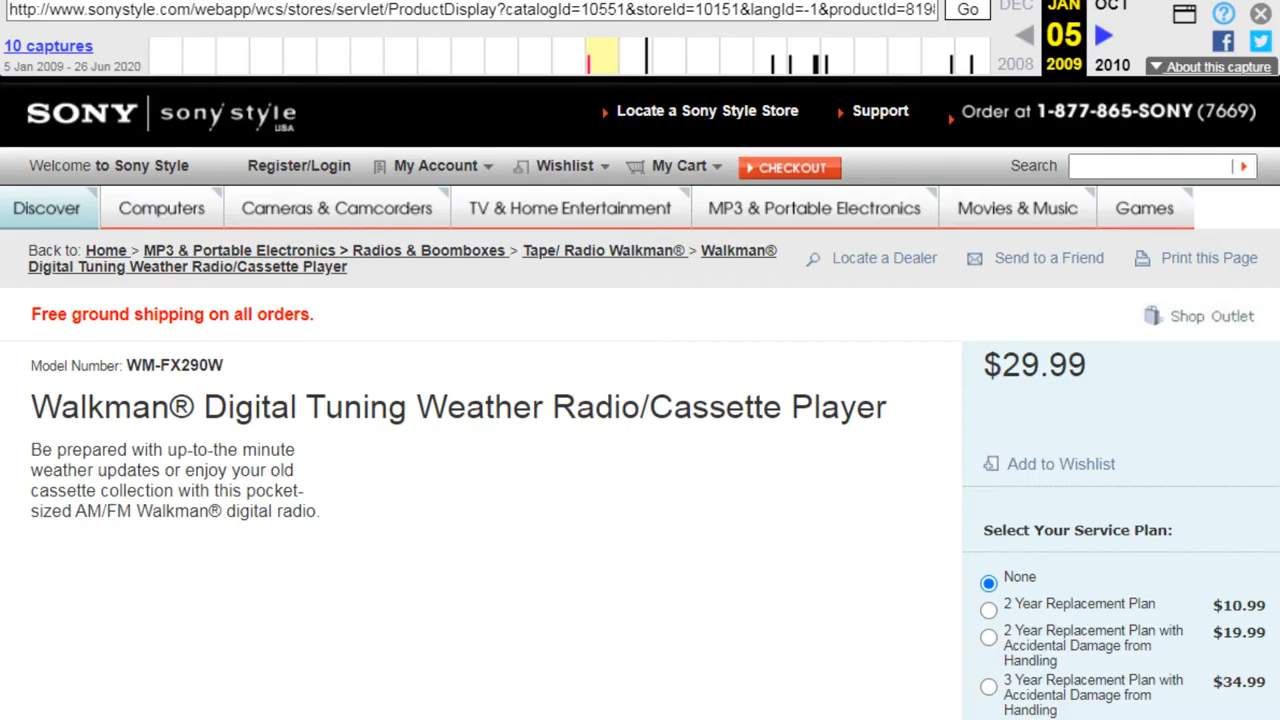 http://www.sonystyle.com/webapp/wcs/stores/servlet/ProductDisplay?catalogId=10551&storeId=10151&langId=-1&productId=819 Go
DEC JAN OCT
10 captures
05
5 Jan 2009 - 26 Jun 2020
2008 2009 2010
About this capture
SONY sony style USA
Locate a Sony Style Store Support Order at 1-877-865-SONY (7669)
Welcome to Sony Style Register/Login My Account Wishlist My Cart CHECKOUT Search
Discover Computers Cameras & Camcorders TV & Home Entertainment MP3 & Portable Electronics Movies & Music Games
Back to: Home > MP3 & Portable Electronics > Radios & Boomboxes > Tape/ Radio Walkman® > Walkman®
Digital Tuning Weather Radio/Cassette Player
Locate a Dealer Send to a Friend Print this Page
Free ground shipping on all orders.
Shop Outlet
Model Number: WM-FX290W
Walkman® Digital Tuning Weather Radio/Cassette Player
Be prepared with up-to-the minute
weather updates or enjoy your old
cassette collection with this pocket-
sized AM/FM Walkman® digital radio.
$29.99
Add to Wishlist
Select Your Service Plan:
None
2 Year Replacement Plan $10.99
2 Year Replacement Plan with $19.99
Accidental Damage from
Handling
3 Year Replacement Plan with $34.99
Accidental Damage from
Handling